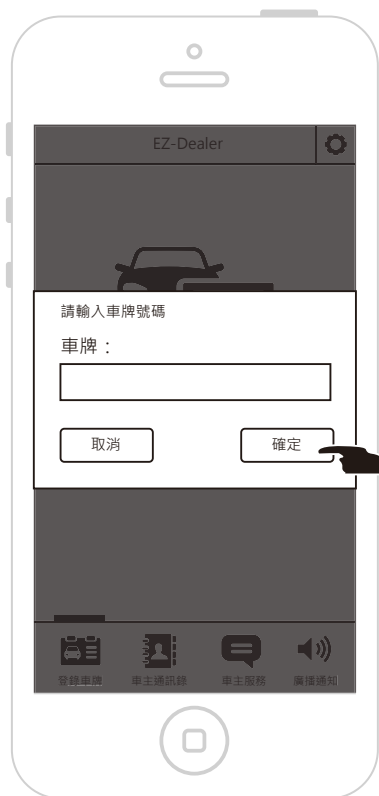 EZ-Dealer
請輸入車牌號碼
車牌：
取消
確定
登錄車牌
車主通訊錄
車主服務
廣播通知